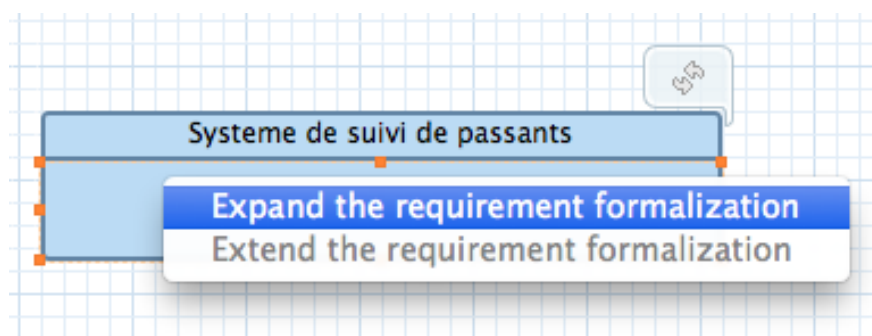 Systeme de suivi de passants
Expand the requirement formalization
Extend the requirement formalization